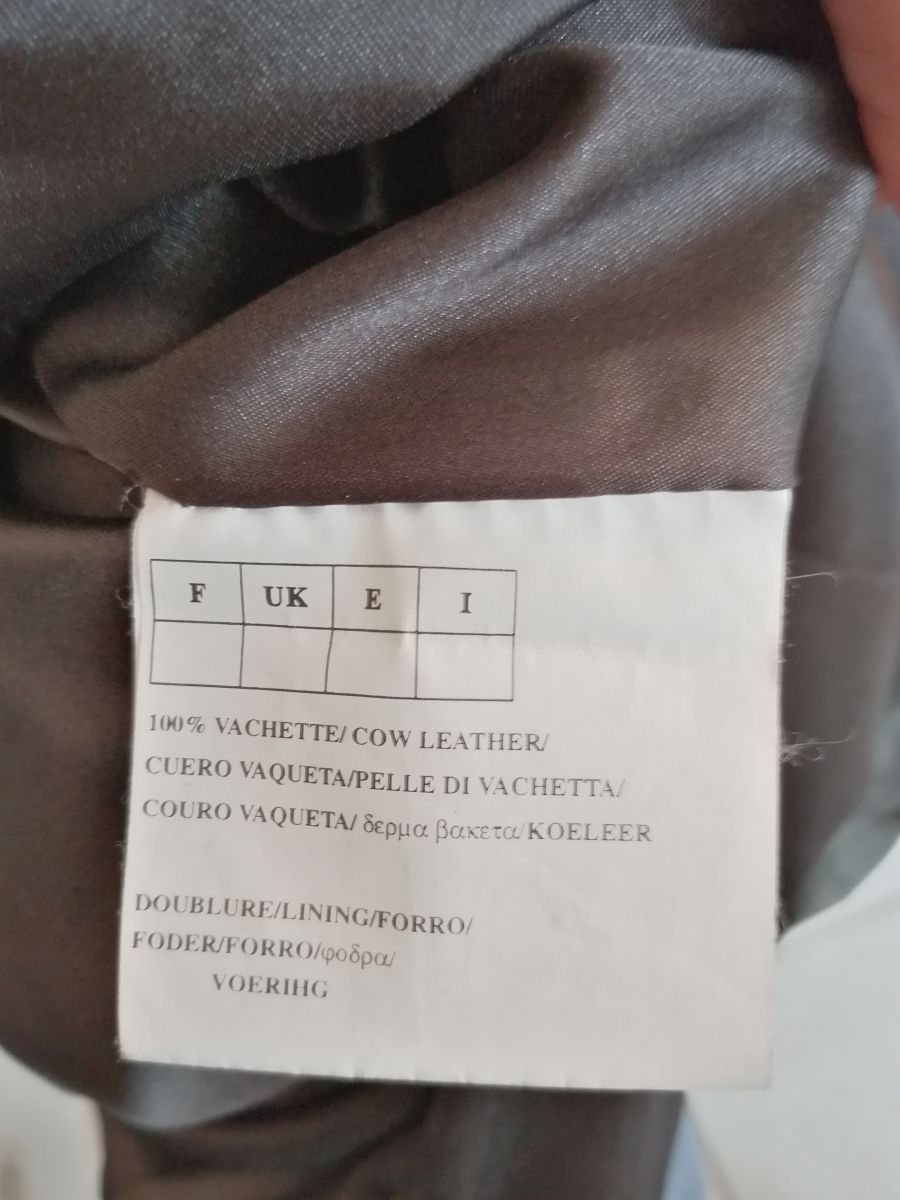 F UK E I
100% VACHETTE/ COW LEATHER/
CUERO VAQUETA/PELLE DI VACHETTA/
COURO VAQUETA/ δερμα βακετα/KOELEER
DOUBLURE/LINING/FORRO/
FODER/FORRO/φοδρα/
VOERIHG